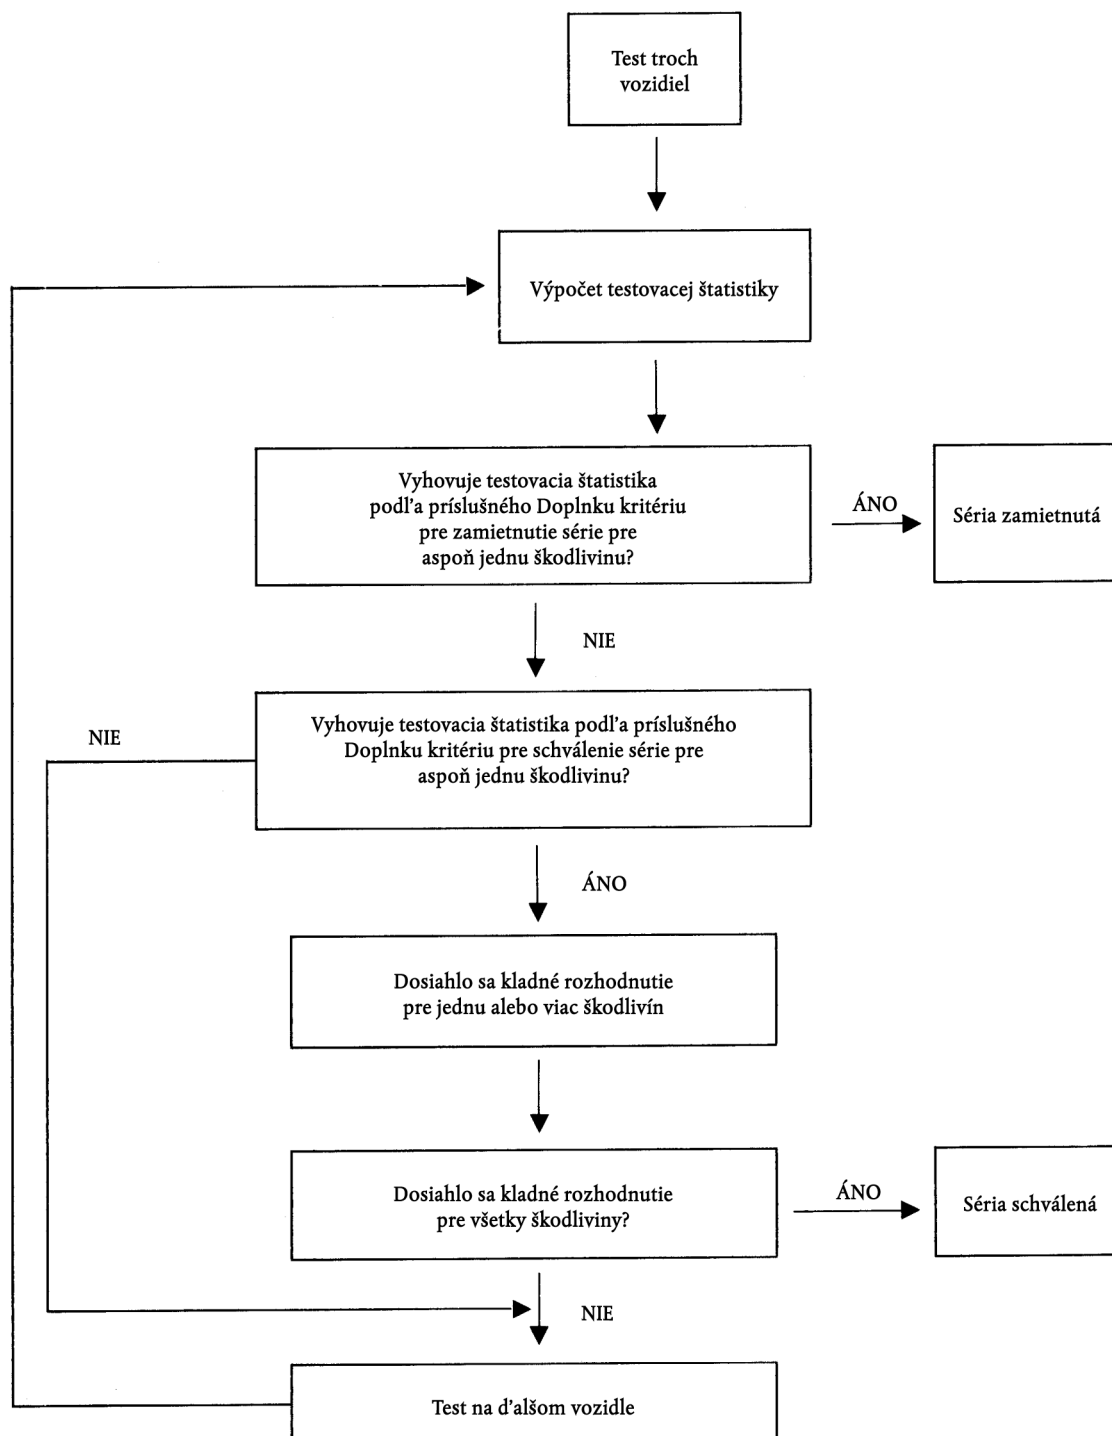 Test troch
vozidiel
Výpočet testovacej štatistiky
Vyhovuje testovacia štatistika
podľa príslušného Doplnku kritériu
pre zamietnutie série pre
aspoň jednu škodlivinu?
ÁNO
Séria zamietnutá
NIE
Vyhovuje testovacia štatistika podľa príslušného
Doplnku kritériu pre schválenie série pre
aspoň jednu škodlivinu?
NIE
ÁNO
Dosiahlo sa kladné rozhodnutie
pre jednu alebo viac škodlivín
Dosiahlo sa kladné rozhodnutie
pre všetky škodliviny?
ÁNO
Séria schválená
NIE
Test na ďalšom vozidle